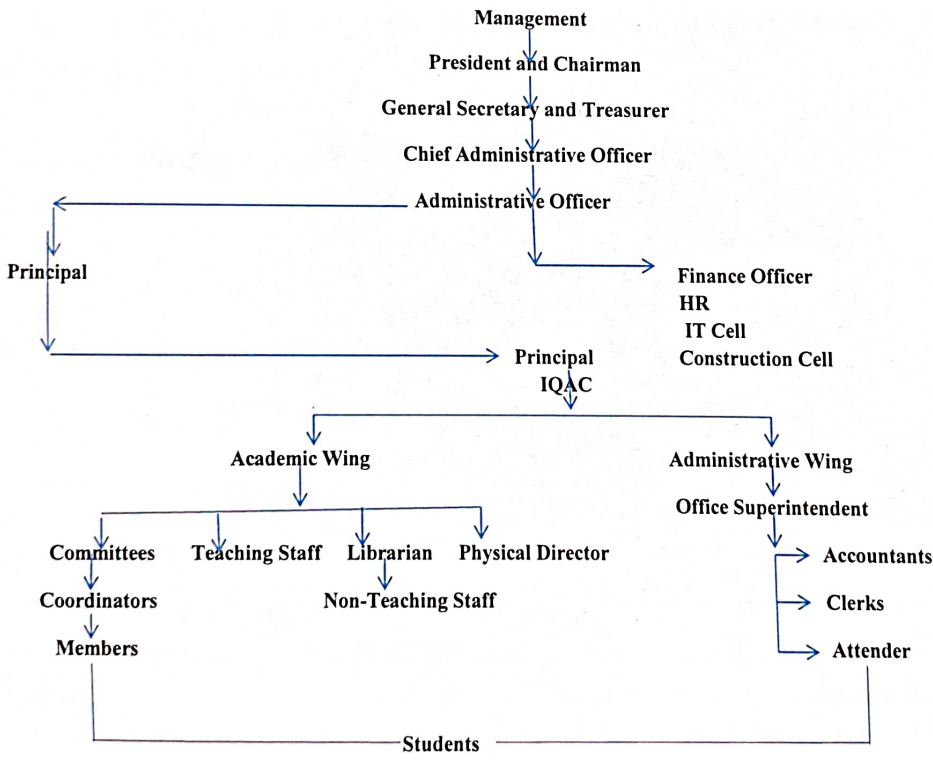 Management
President and Chairman
General Secretary and Treasurer
Chief Administrative Officer
Administrative Officer
Principal
Finance Officer
HR
IT Cell
Construction Cell
Principal
IQAC
Academic Wing
Administrative Wing
Office Superintendent
Committees
Teaching Staff
Librarian
Physical Director
Accountants
Coordinators
Non-Teaching Staff
Clerks
Members
Attender
Students